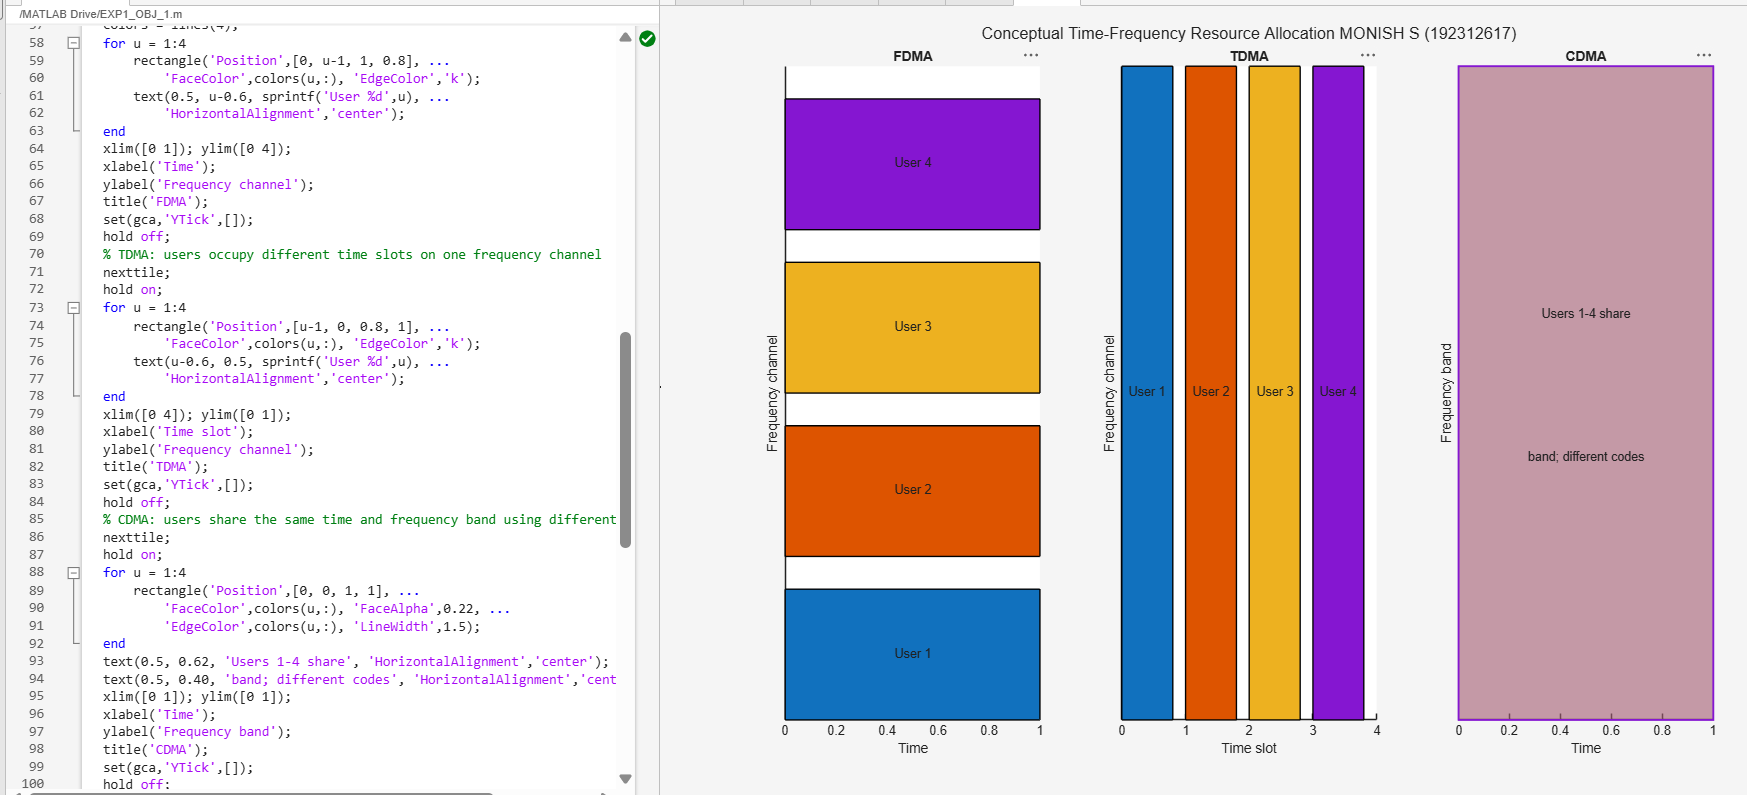 /MATLAB Drive/EXP1_OBJ_1.m
57 colors = lines(4);
58 for u = 1:4
59 rectangle('Position',[0, u-1, 1, 0.8], ...
60 'FaceColor',colors(u,:), 'EdgeColor','k');
61 text(0.5, u-0.6, sprintf('User %d',u), ...
62 'HorizontalAlignment','center');
63 end
64 xlim([0 1]); ylim([0 4]);
65 xlabel('Time');
66 ylabel('Frequency channel');
67 title('FDMA');
68 set(gca,'YTick',[]);
69 hold off;
70 % TDMA: users occupy different time slots on one frequency channel
71 nexttile;
72 hold on;
73 for u = 1:4
74 rectangle('Position',[u-1, 0, 0.8, 1], ...
75 'FaceColor',colors(u,:), 'EdgeColor','k');
76 text(u-0.6, 0.5, sprintf('User %d',u), ...
77 'HorizontalAlignment','center');
78 end
79 xlim([0 4]); ylim([0 1]);
80 xlabel('Time slot');
81 ylabel('Frequency channel');
82 title('TDMA');
83 set(gca,'YTick',[]);
84 hold off;
85 % CDMA: users share the same time and frequency band using different
86 nexttile;
87 hold on;
88 for u = 1:4
89 rectangle('Position',[0, 0, 1, 1], ...
90 'FaceColor',colors(u,:), 'FaceAlpha',0.22, ...
91 'EdgeColor',colors(u,:), 'LineWidth',1.5);
92 end
93 text(0.5, 0.62, 'Users 1-4 share', 'HorizontalAlignment','center');
94 text(0.5, 0.40, 'band; different codes', 'HorizontalAlignment','cent
95 xlim([0 1]); ylim([0 1]);
96 xlabel('Time');
97 ylabel('Frequency band');
98 title('CDMA');
99 set(gca,'YTick',[]);
100 hold off;
Conceptual Time-Frequency Resource Allocation MONISH S (192312617)
FDMA
Frequency channel
User 4
User 3
User 2
User 1
0 0.2 0.4 0.6 0.8 1
Time
TDMA
Frequency channel
User 1 User 2 User 3 User 4
0 1 2 3 4
Time slot
CDMA
Frequency band
Users 1-4 share
band; different codes
0 0.2 0.4 0.6 0.8 1
Time